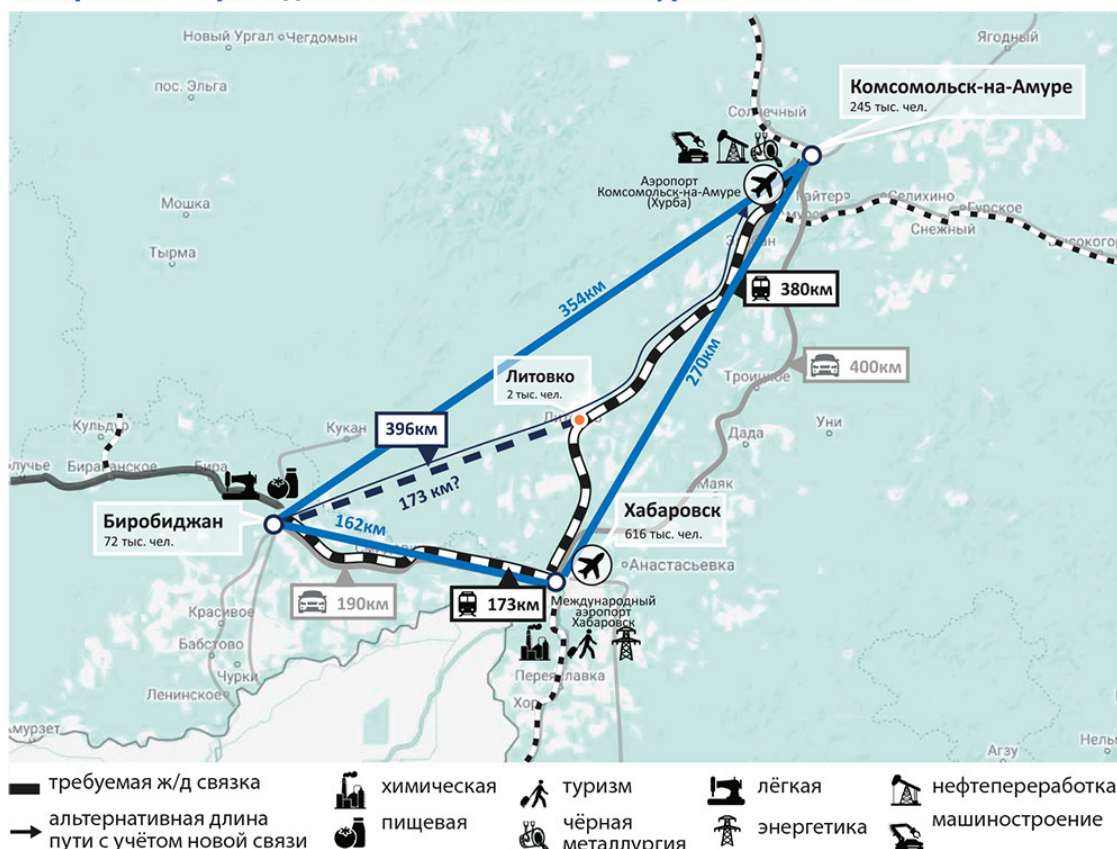 Новый Ургал
Чегдомын
Ягодный
пос. Эльга
Комсомольск-на-Амуре
245 тыс. чел.
Солнечный
Аэропорт
Комсомольск-на-Амуре
(Хурба)
Мошка
Селихино
Гурское
Снежный
Тырма
380км
354км
270км
400км
Литовко
2 тыс. чел.
Троицкое
Кульдур
Кукан
396км
Дада
Уни
Бираканское
Бира
173 км?
Маяк
Биробиджан
72 тыс. чел.
162км
Хабаровск
616 тыс. чел.
Анастасьевка
190км
173км
Международный
аэропорт
Хабаровск
Красивое
Бабстово
Чурки
Ленинское
Хор
Агзу
требуемая ж/д связка
химическая
туризм
лёгкая
нефтепереработка
альтернативная длина
пути с учётом новой связи
пищевая
чёрная
металлургия
энергетика
машиностроение